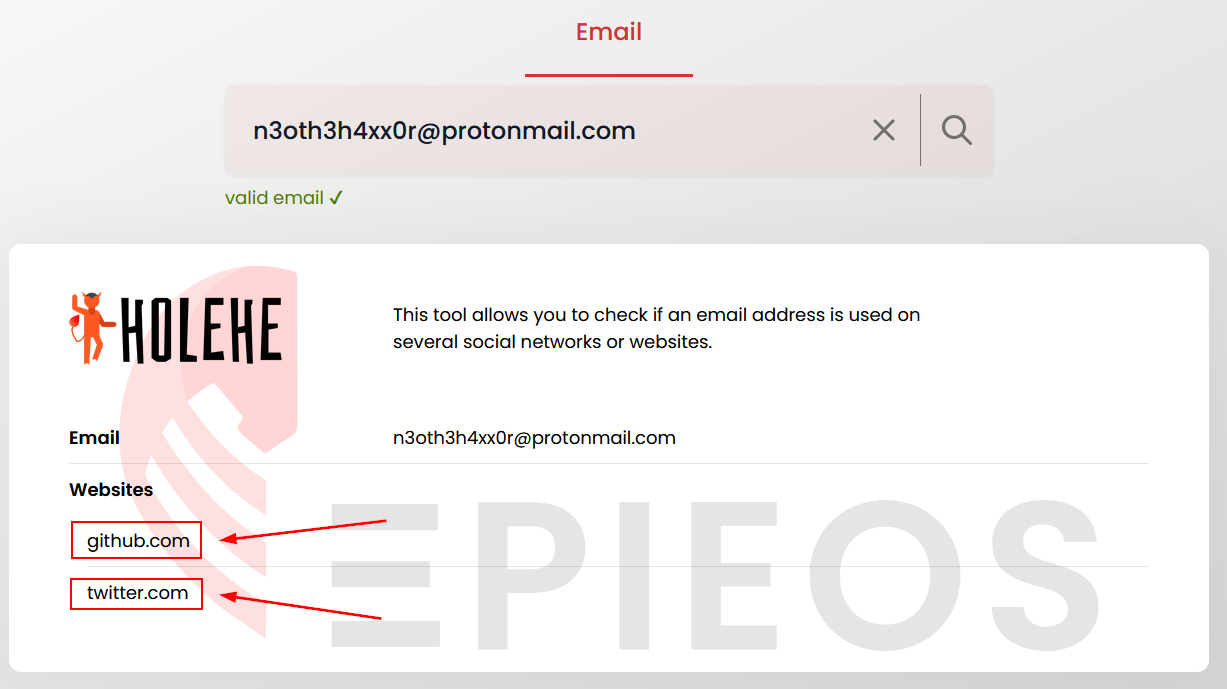 Email
n3oth3h4xx0r@protonmail.com
valid email ✓
HOLEHE
This tool allows you to check if an email address is used on
several social networks or websites.
Email n3oth3h4xx0r@protonmail.com
Websites
github.com
twitter.com
EPIEOS